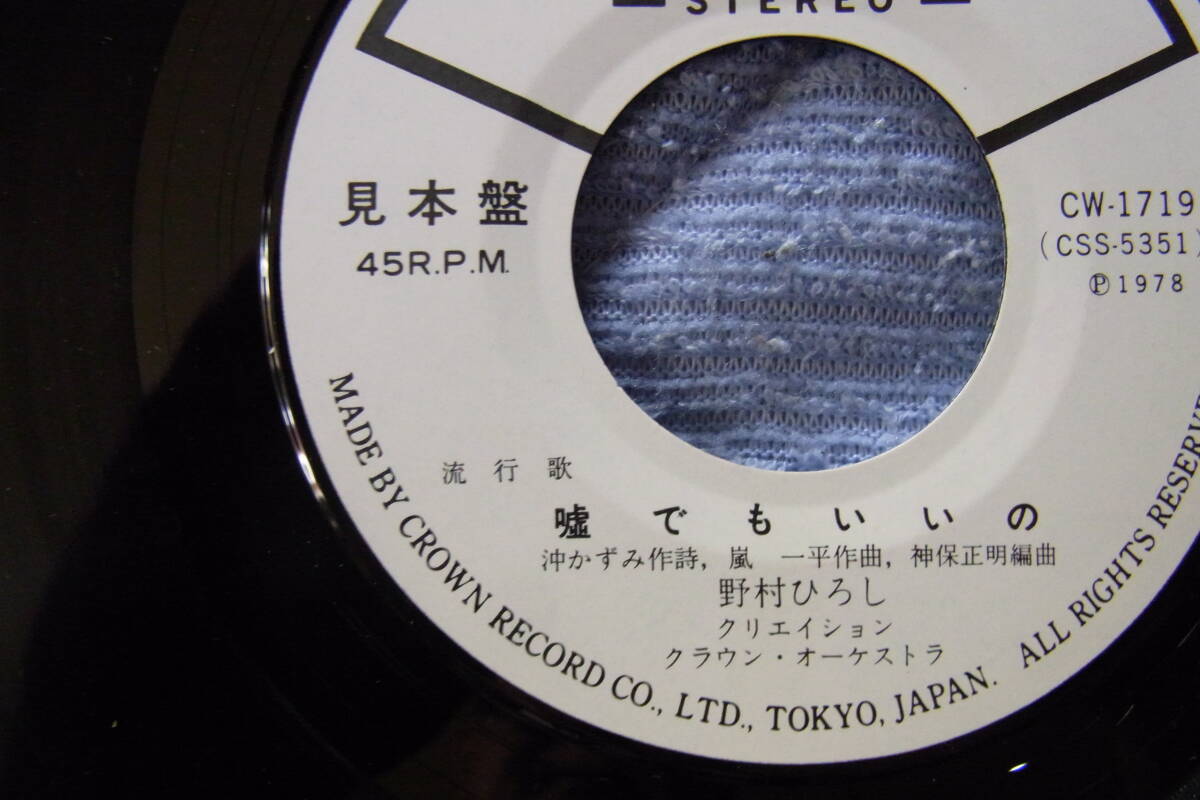 STEREO
見本盤
45R.P.M.
CW-1719
(CSS-5351)
Ⓟ1978
流行歌
嘘でもいいの
沖かずみ作詩, 嵐 一平作曲, 神保正明編曲
野村ひろし
クリエイション
クラウン・オーケストラ
MADE BY CROWN RECORD CO., LTD., TOKYO, JAPAN. ALL RIGHTS RESERVE